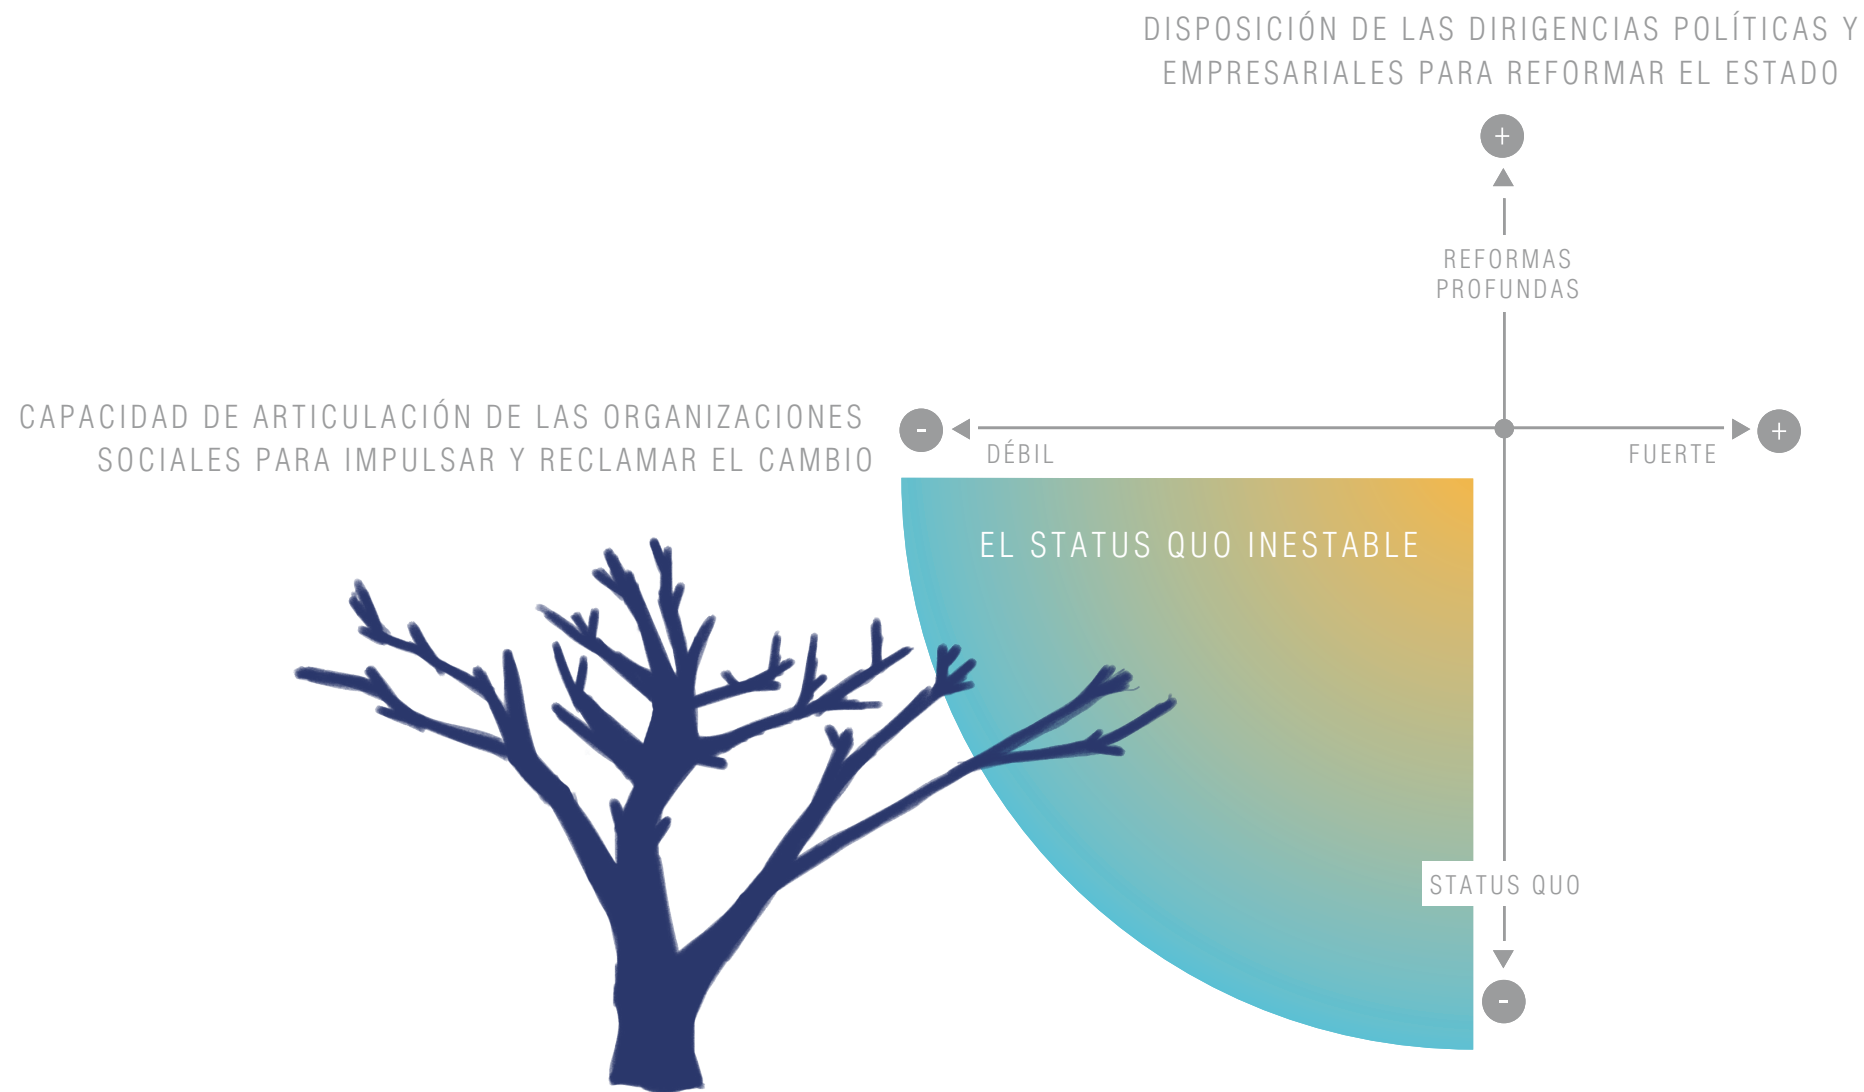 DISPOSICIÓN DE LAS DIRIGENCIAS POLÍTICAS Y
EMPRESARIALES PARA REFORMAR EL ESTADO
+
REFORMAS
PROFUNDAS
CAPACIDAD DE ARTICULACIÓN DE LAS ORGANIZACIONES
SOCIALES PARA IMPULSAR Y RECLAMAR EL CAMBIO
-
DÉBIL
FUERTE
+
EL STATUS QUO INESTABLE
STATUS QUO
-